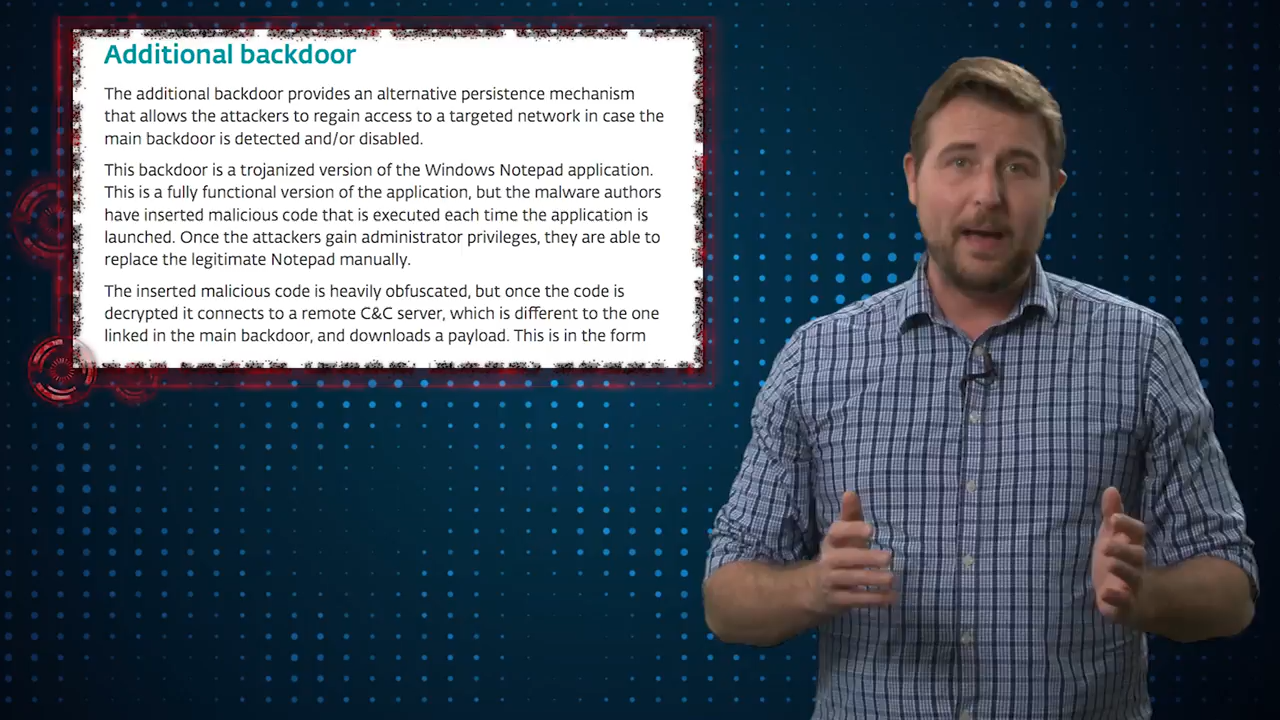 Additional backdoor
The additional backdoor provides an alternative persistence mechanism
that allows the attackers to regain access to a targeted network in case the
main backdoor is detected and/or disabled.
This backdoor is a trojanized version of the Windows Notepad application.
This is a fully functional version of the application, but the malware authors
have inserted malicious code that is executed each time the application is
launched. Once the attackers gain administrator privileges, they are able to
replace the legitimate Notepad manually.
The inserted malicious code is heavily obfuscated, but once the code is
decrypted it connects to a remote C&C server, which is different to the one
linked in the main backdoor, and downloads a payload. This is in the form